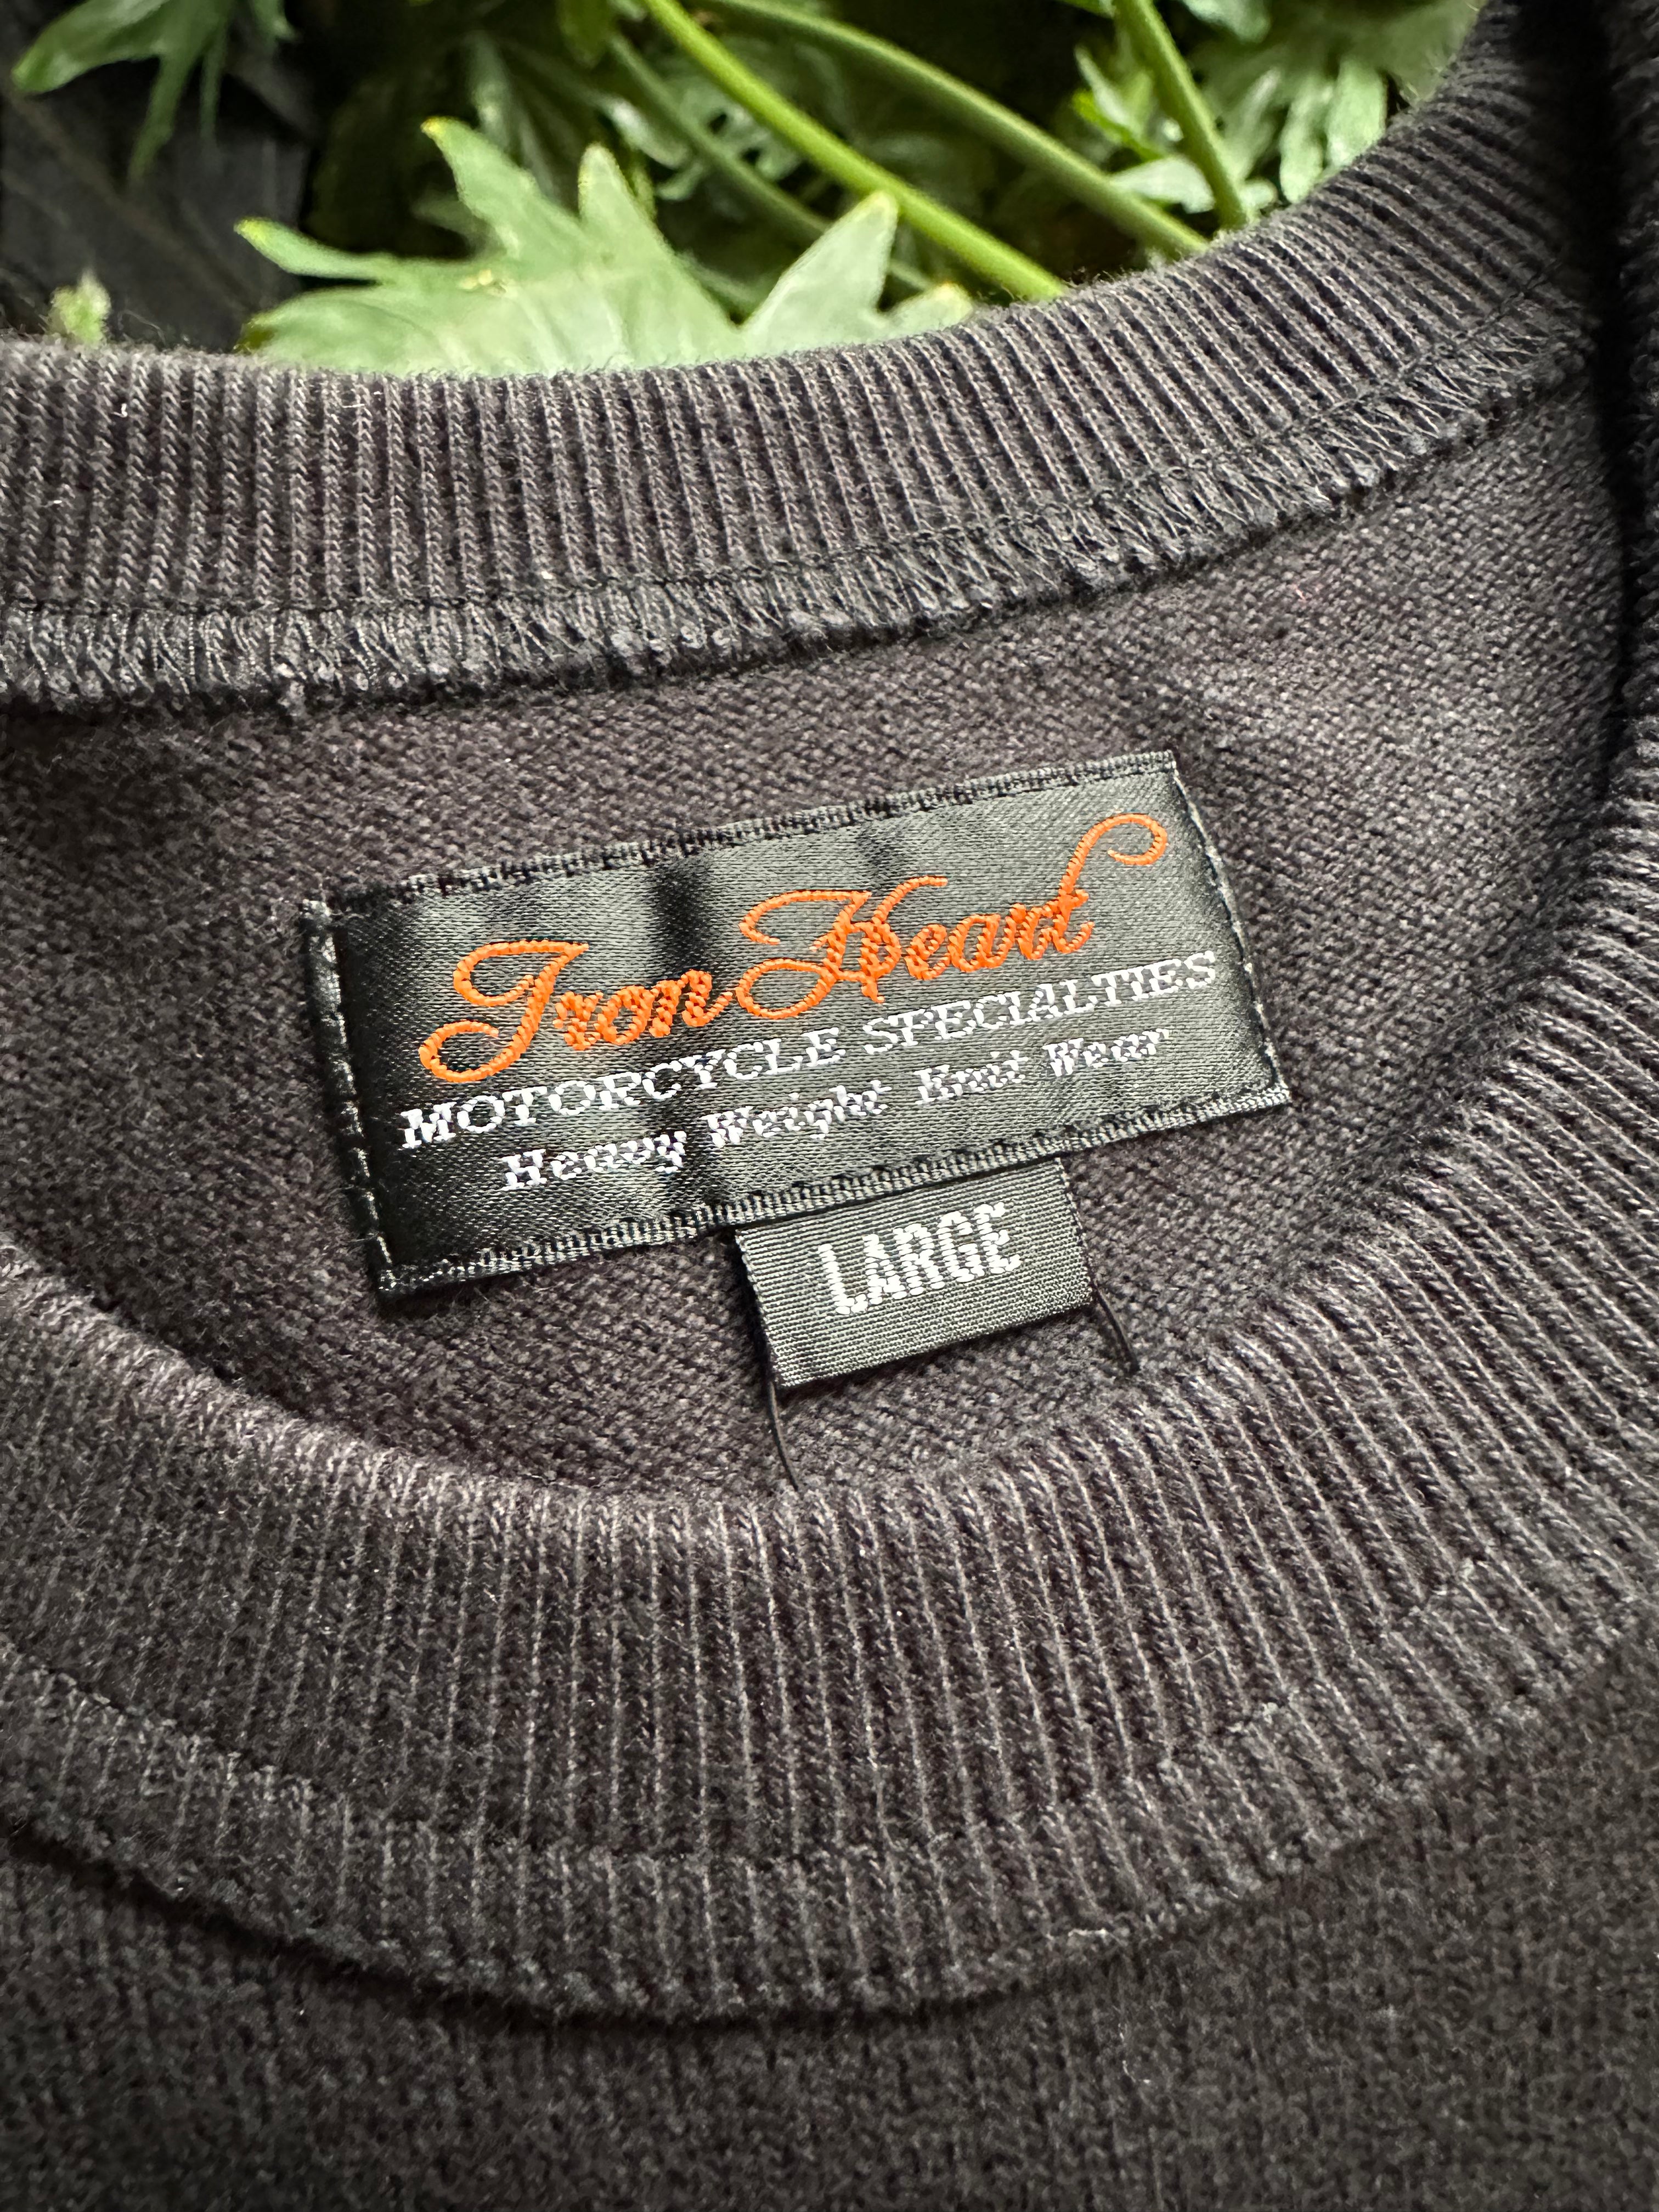 Iron Heart
MOTORCYCLE SPECIALTIES
Heavy Weight Knit Wear
LARGE